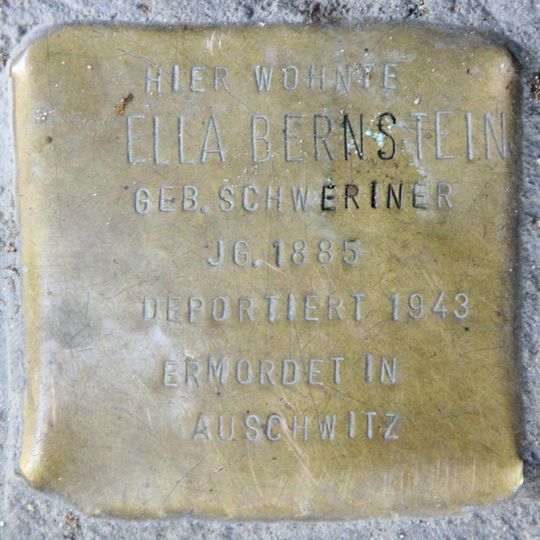 HIER WOHNTE
ELLA BERNSTEIN
GEB. SCHWERINER
JG. 1885
DEPORTIERT 1943
ERMORDET IN
AUSCHWITZ